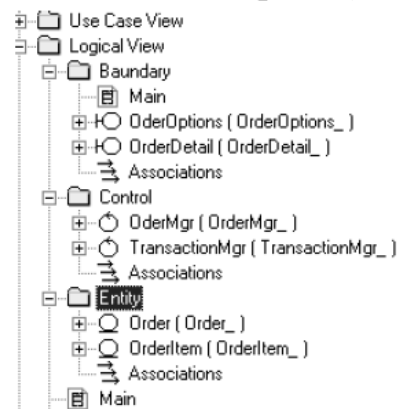 Use Case View
Logical View
Baundary
Main
OderOptions ( OrderOptions_ )
OrderDetail ( OrderDetail_ )
Associations
Control
OderMgr ( OrderMgr_ )
TransactionMgr ( TransactionMgr_ )
Associations
Entity
Order ( Order_ )
OrderItem ( OrderItem_ )
Associations
Main